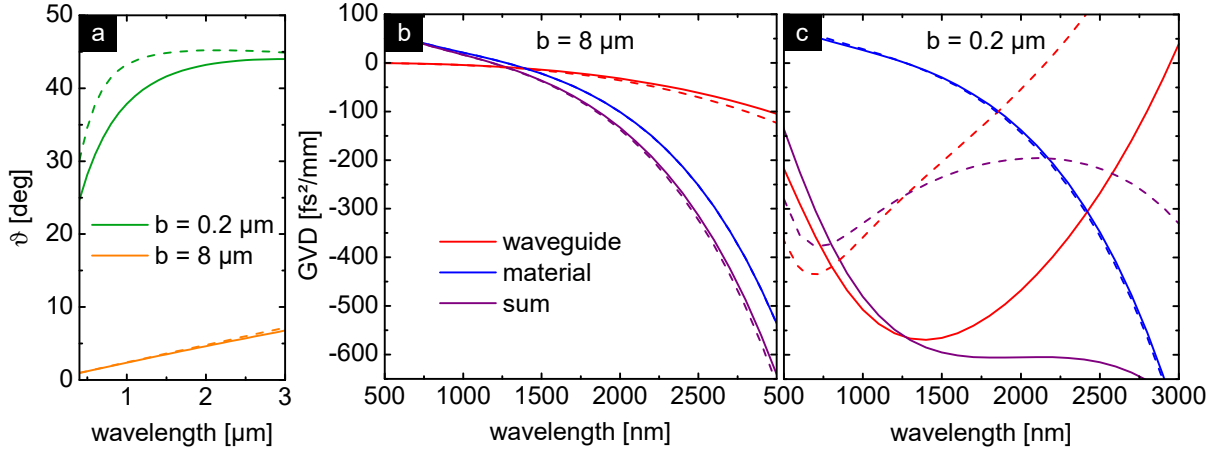 a
50
40
30
20
10
0
ϑ [deg]
b = 0.2 µm
b = 8 µm
1
2
3
wavelength [µm]
b
b = 8 µm
100
0
-100
-200
-300
-400
-500
-600
GVD [fs²/mm]
waveguide
material
sum
500
1000
1500
2000
2500
wavelength [nm]
c
b = 0.2 µm
500
1000
1500
2000
2500
3000
wavelength [nm]